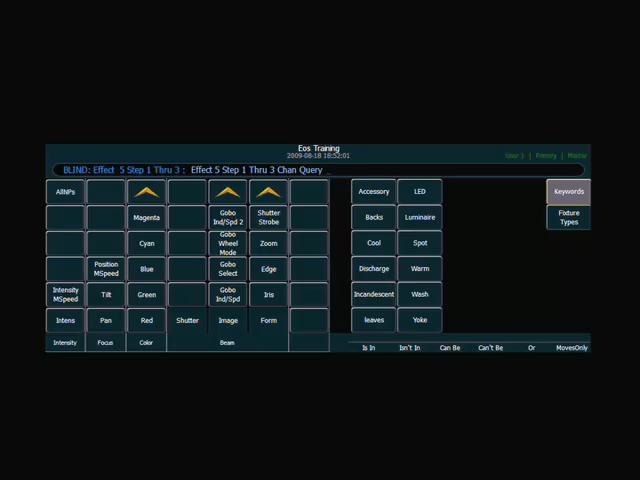 Eos Training
2009-08-18 18:52:01
User 1 | Primary | Master
BLIND: Effect 5 Step 1 Thru 3 : Effect 5 Step 1 Thru 3 Chan Query _
AllNPs
Accessory LED Keywords
Magenta Gobo Ind/Spd 2 Shutter Strobe Backs Luminaire Fixture Types
Cyan Gobo Wheel Mode Zoom Cool Spot
Position MSpeed Blue Gobo Select Edge Discharge Warm
Intensity MSpeed Tilt Green Gobo Ind/Spd Iris Incandescent Wash
Intens Pan Red Shutter Image Form leaves Yoke
Intensity Focus Color Beam
Is In Isn't In Can Be Can't Be Or MovesOnly